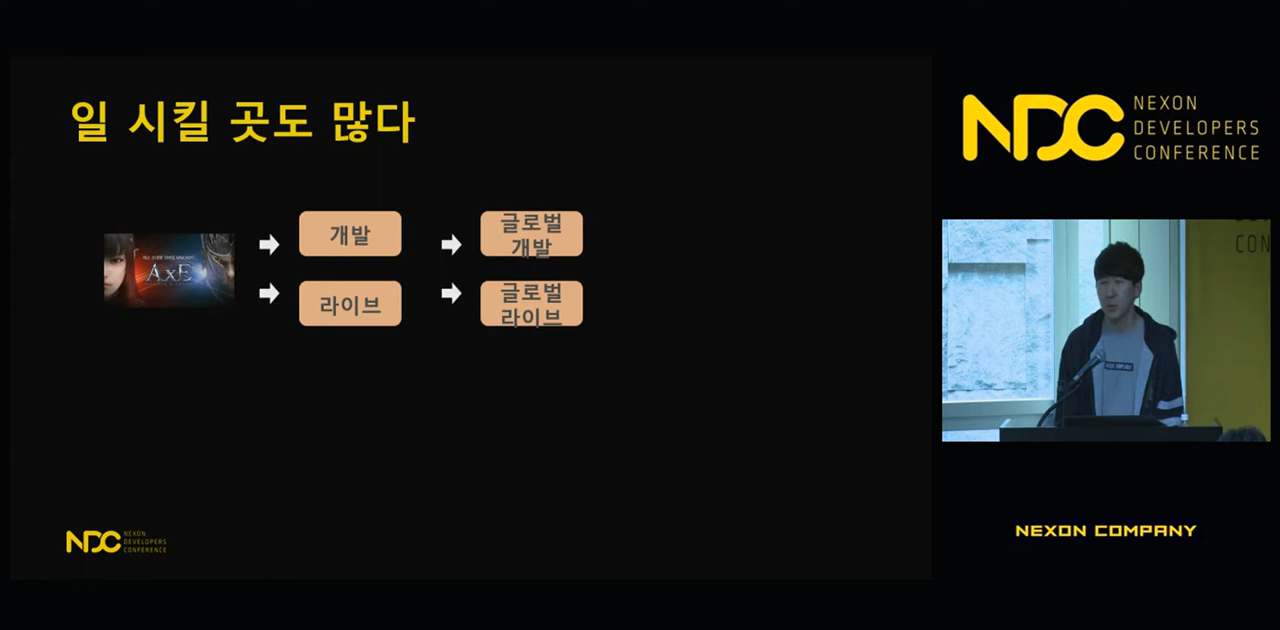 일 시킬 곳도 많다
AxE
개발
글로벌
개발
라이브
글로벌
라이브
NDC
NEXON
DEVELOPERS
CONFERENCE
NDC
NEXON
DEVELOPERS
CONFERENCE
CON
NEXON COMPANY